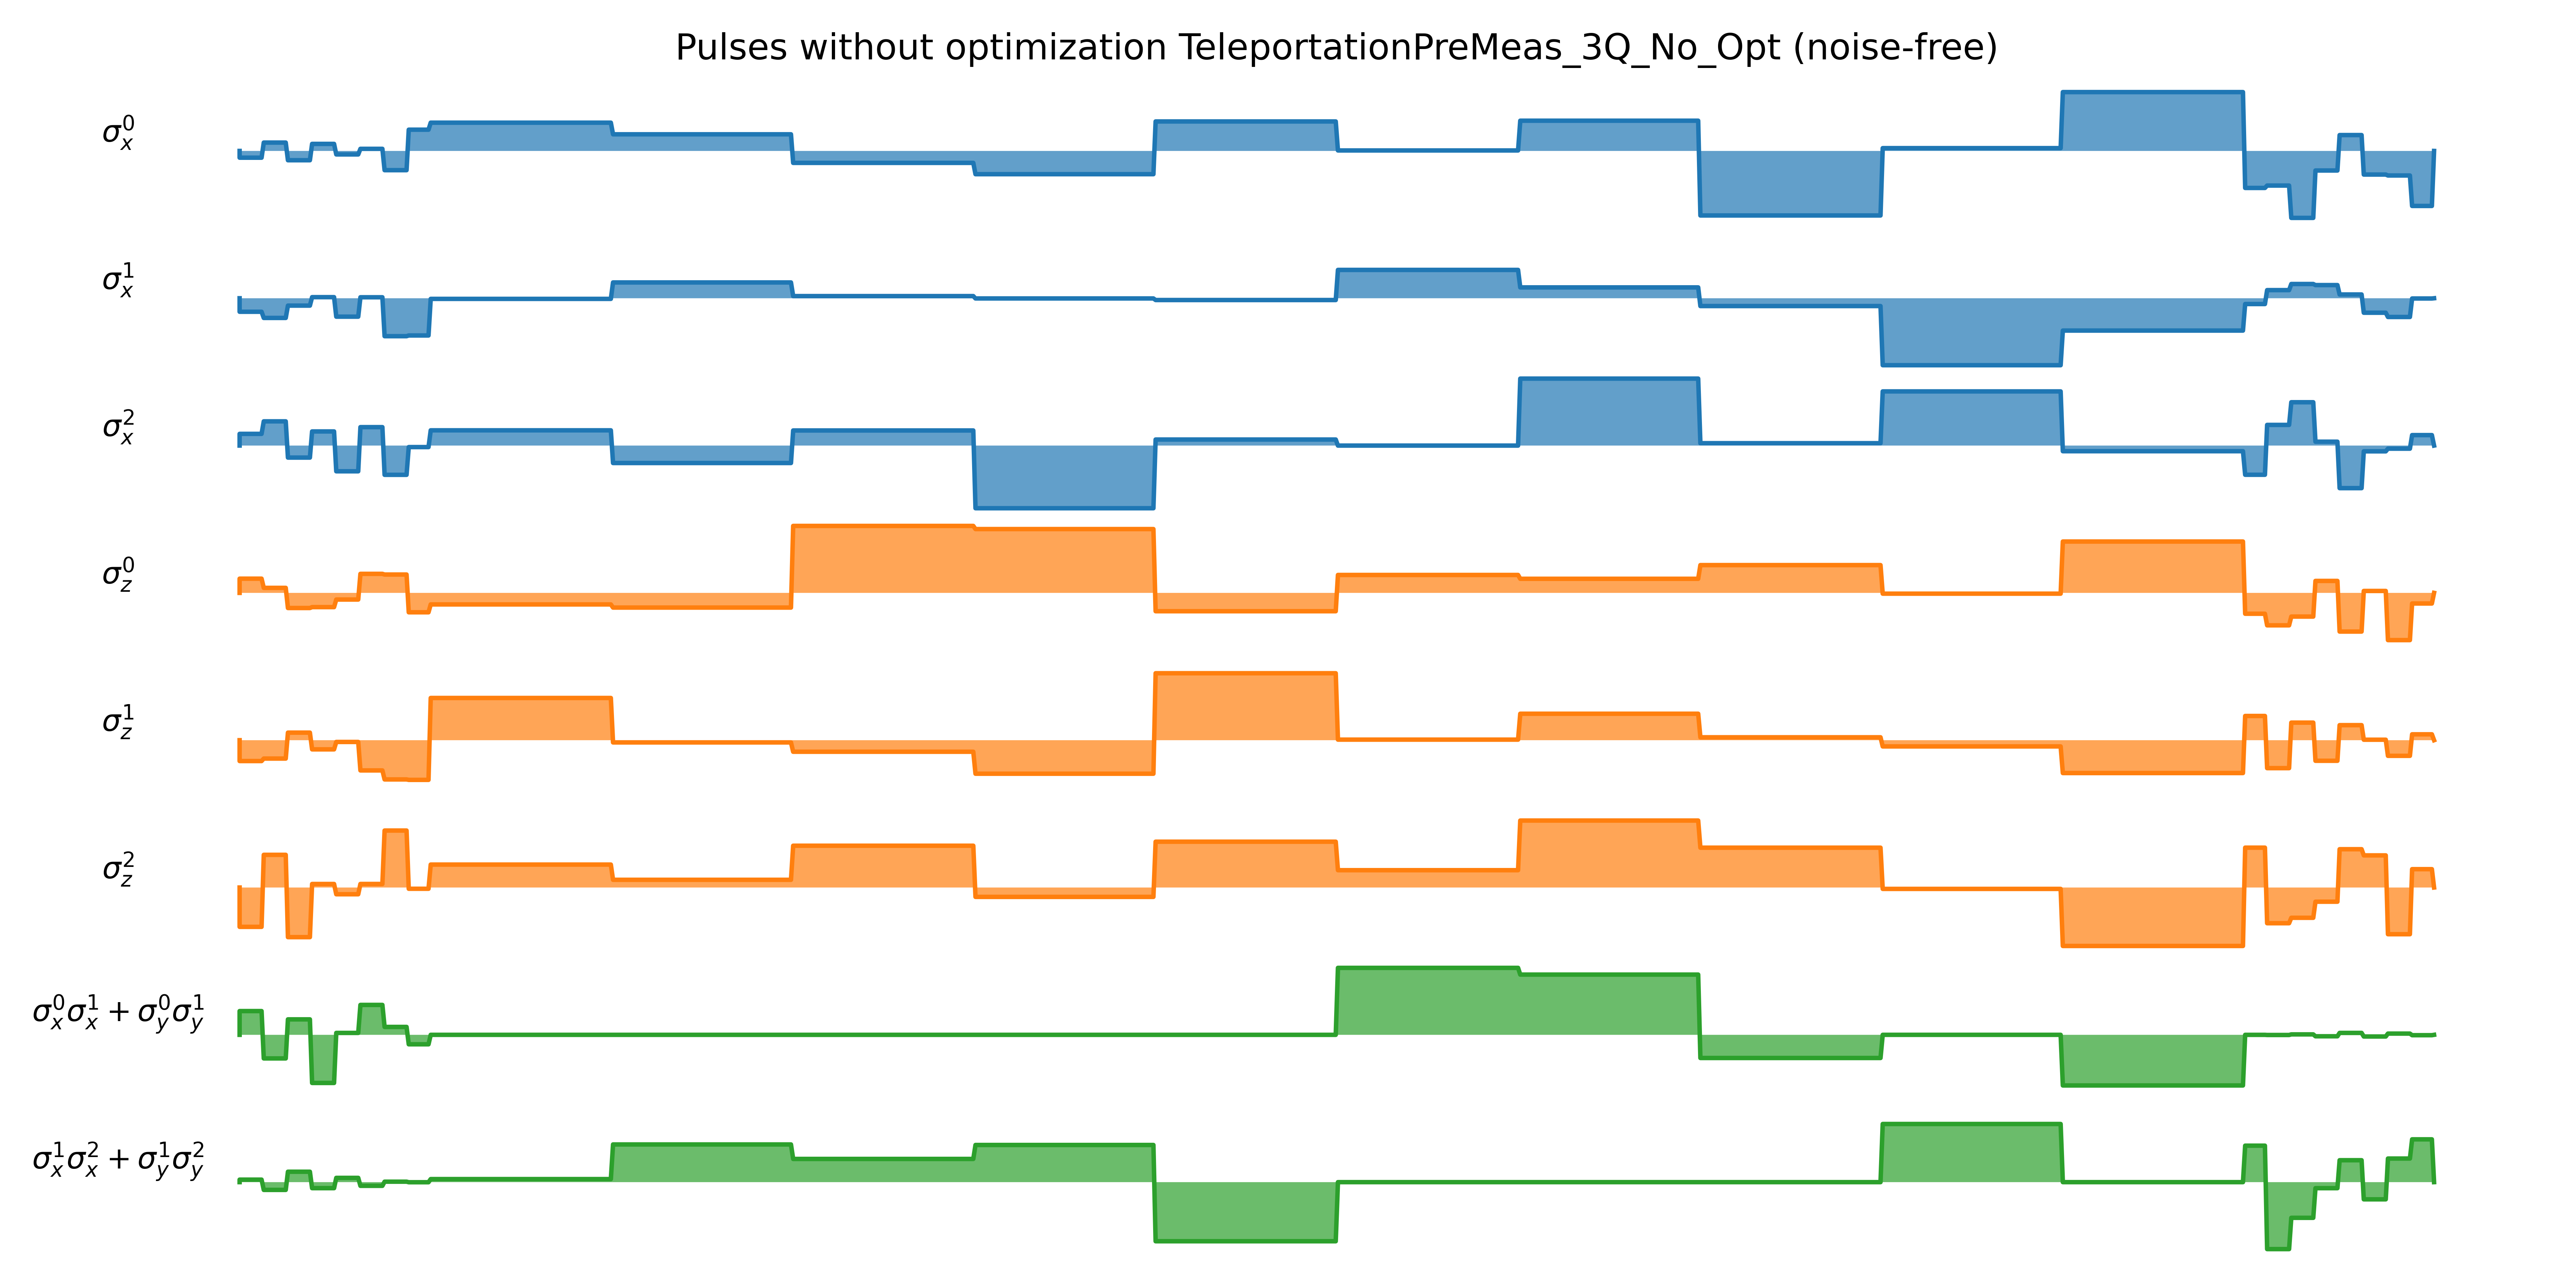 Pulses without optimization TeleportationPreMeas_3Q_No_Opt (noise-free)
σ_x^0
σ_x^1
σ_x^2
σ_z^0
σ_z^1
σ_z^2
σ_x^0σ_x^1 + σ_y^0σ_y^1
σ_x^1σ_x^2 + σ_y^1σ_y^2